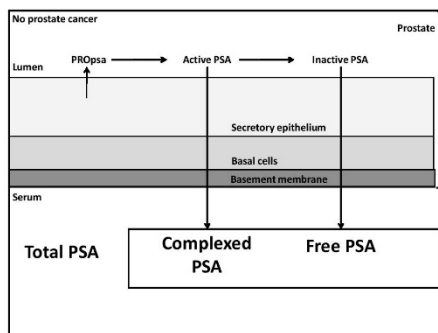 No prostate cancer
Prostate
Lumen PROpsa Active PSA Inactive PSA
Secretory epithelium
Basal cells
Basement membrane
Serum
Total PSA
Complexed
PSA
Free PSA